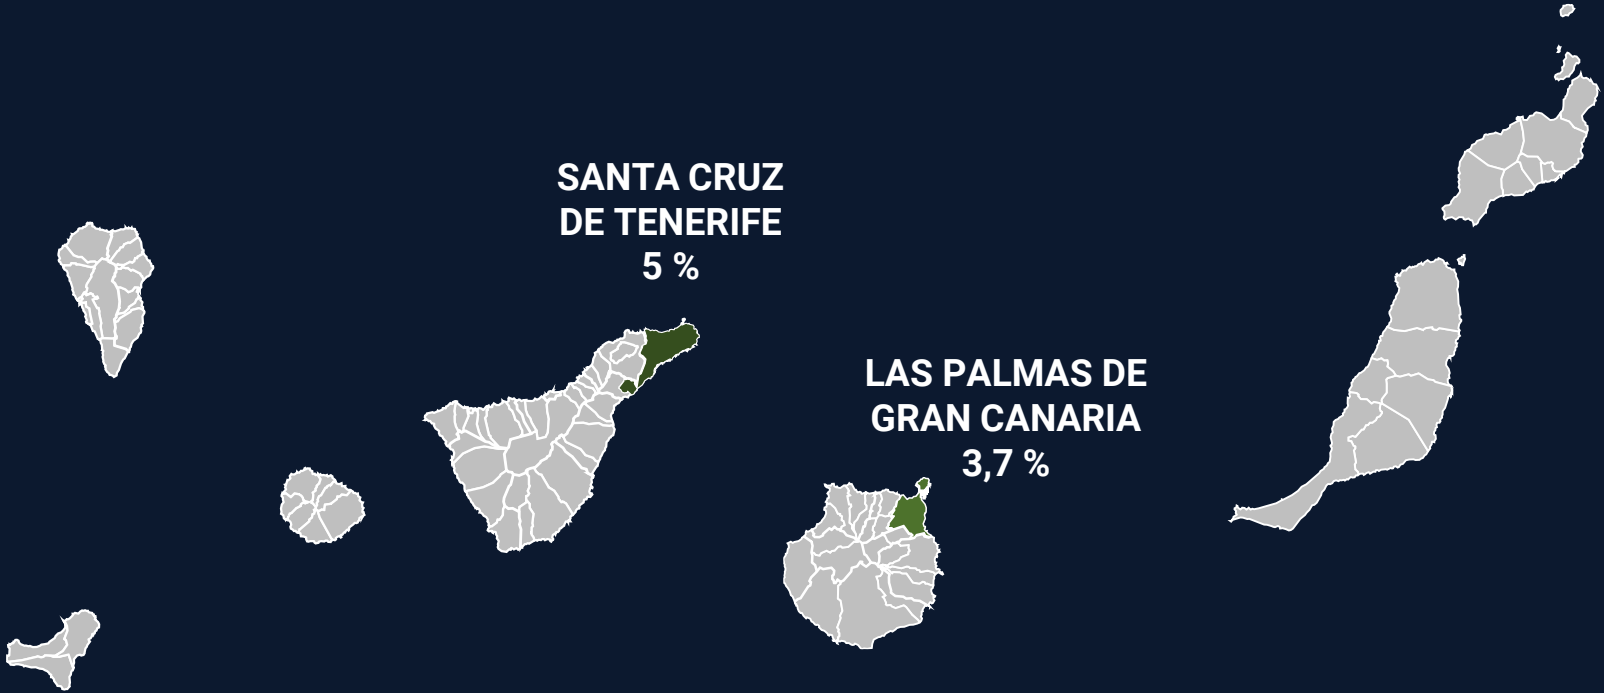 SANTA CRUZ
DE TENERIFE
5 %
LAS PALMAS DE
GRAN CANARIA
3,7 %